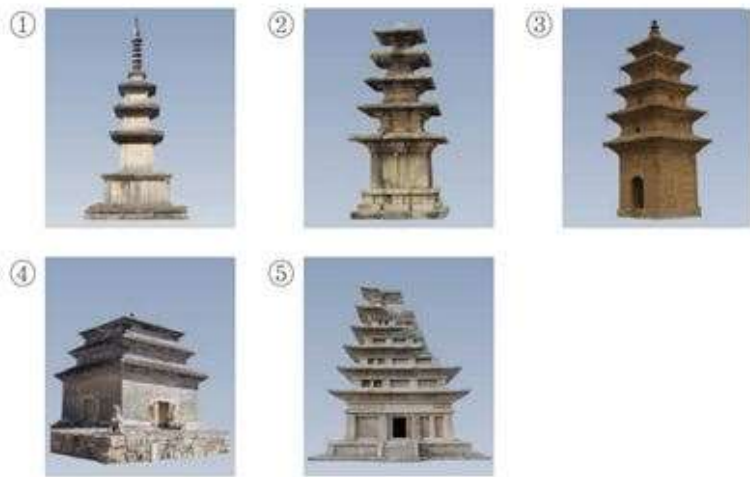 ① ② ③
④ ⑤